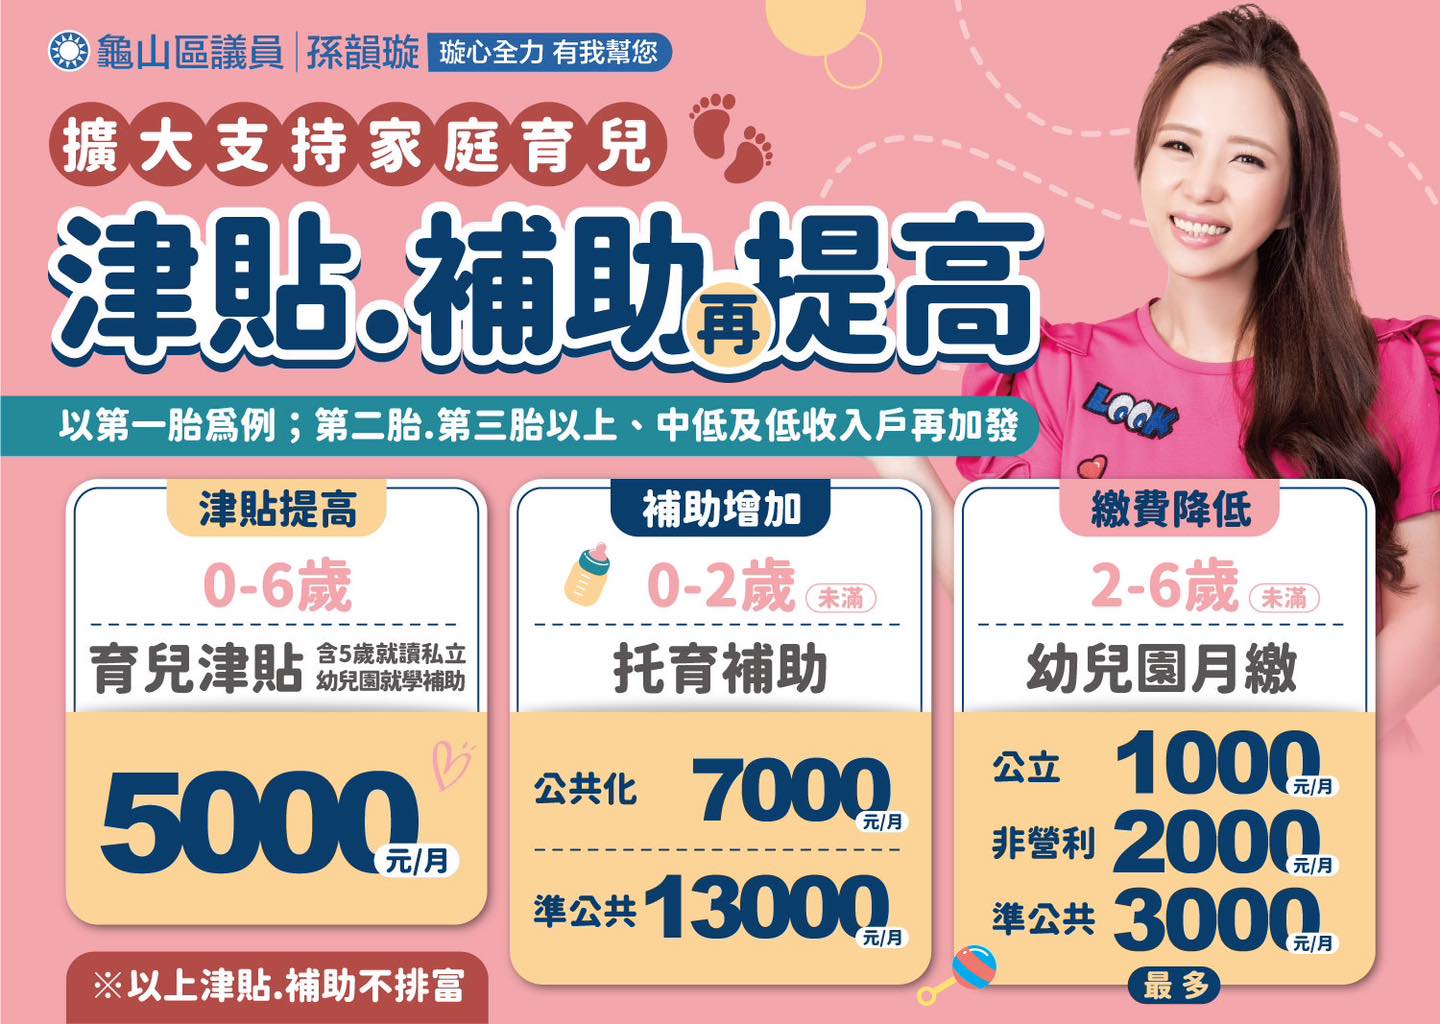 龜山區議員|孫韻璇 璇心全力 有我幫您
擴大支持家庭育兒
津貼.補助再提高
以第一胎爲例；第二胎.第三胎以上、中低及低收入戶再加發
津貼提高
0-6歲
育兒津貼 含5歲就讀私立
幼兒園就學補助
5000元/月
※以上津貼.補助不排富
補助增加
0-2歲 未滿
托育補助
公共化 7000元/月
準公共 13000元/月
繳費降低
2-6歲 未滿
幼兒園月繳
公立 1000元/月
非營利 2000元/月
準公共 3000元/月
最多
LOOK